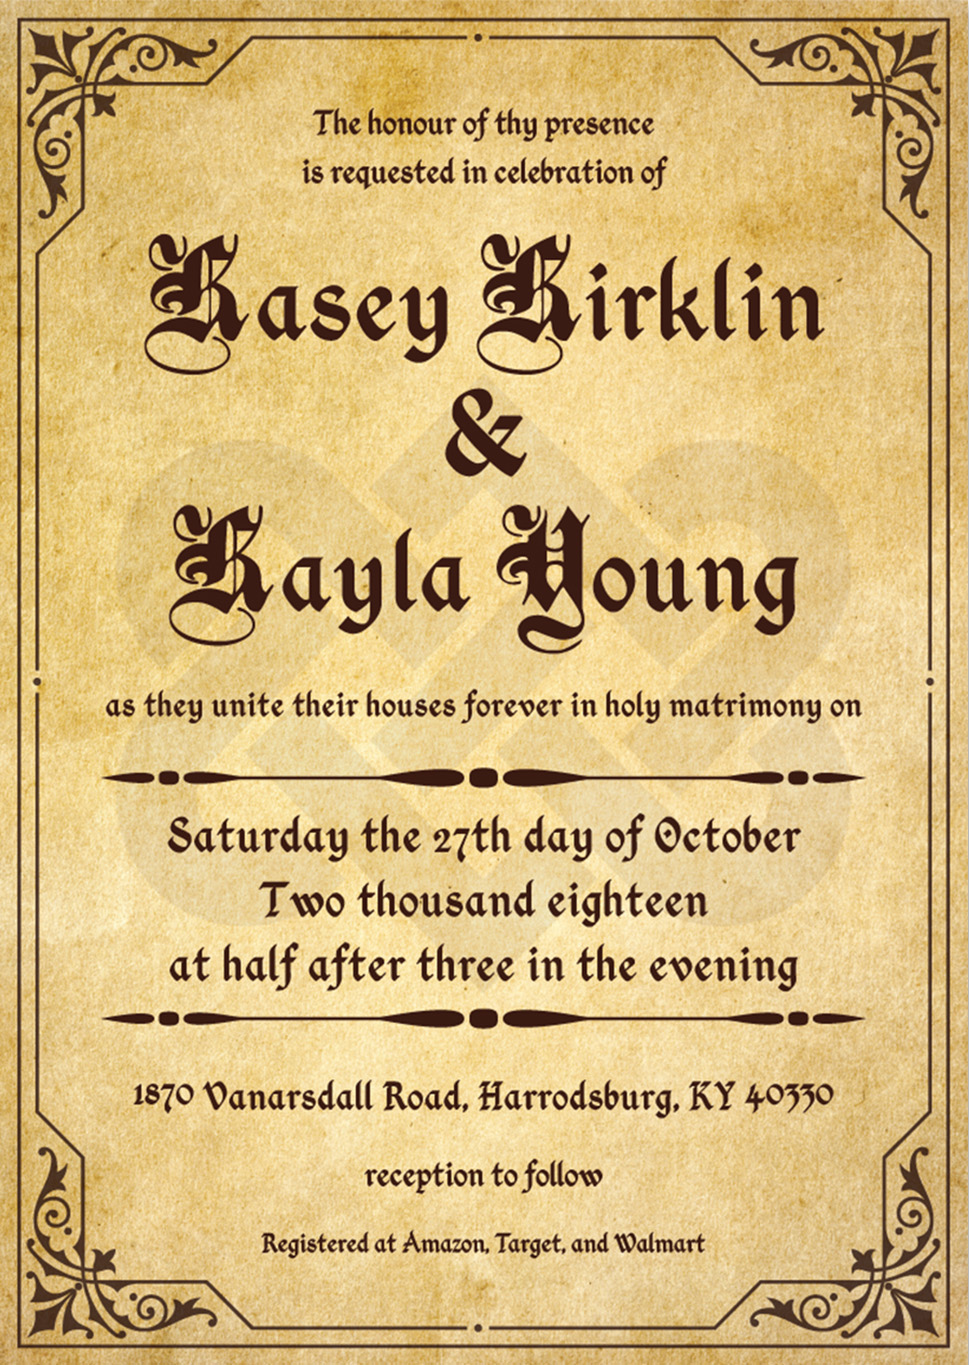 The honour of thy presence
is requested in celebration of
Kasey Kirklin
&
Kayla Young
as they unite their houses forever in holy matrimony on
Saturday the 27th day of October
Two thousand eighteen
at half after three in the evening
1870 Vanarsdall Road, Harrodsburg, KY 40330
reception to follow
Registered at Amazon, Target, and Walmart